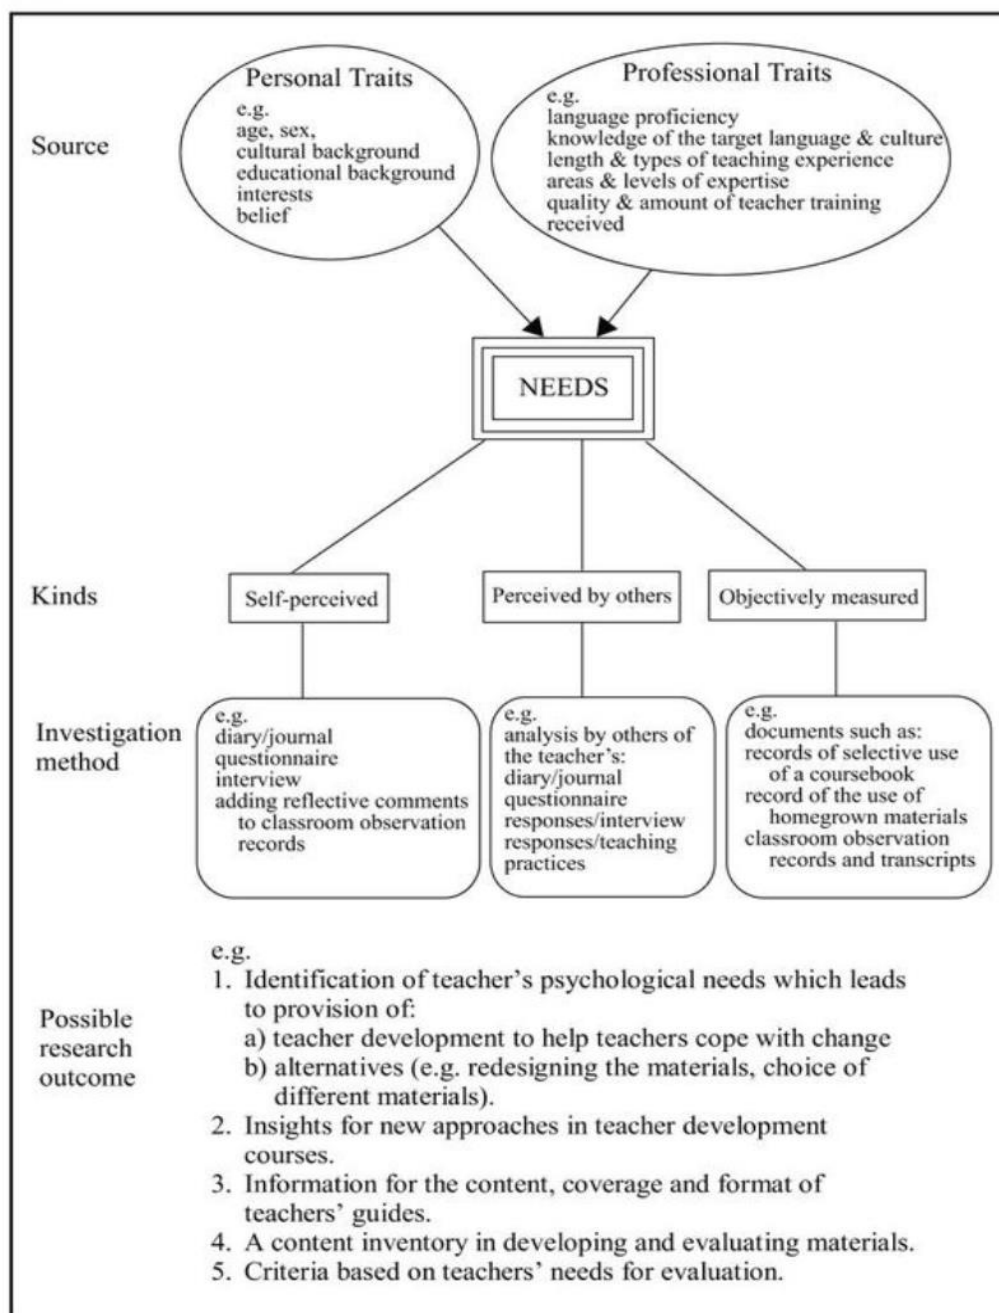 Source
Personal Traits
e.g.
age, sex,
cultural background
educational background
interests
belief
Professional Traits
e.g.
language proficiency
knowledge of the target language & culture
length & types of teaching experience
areas & levels of expertise
quality & amount of teacher training
received
NEEDS
Kinds
Self-perceived
Perceived by others
Objectively measured
Investigation
method
e.g.
diary/journal
questionnaire
interview
adding reflective comments
to classroom observation
records
e.g.
analysis by others of
the teacher's:
diary/journal
questionnaire
responses/interview
responses/teaching
practices
e.g.
documents such as:
records of selective use
of a coursebook
record of the use of
homegrown materials
classroom observation
records and transcripts
Possible
research
outcome
e.g.
1. Identification of teacher's psychological needs which leads
to provision of:
a) teacher development to help teachers cope with change
b) alternatives (e.g. redesigning the materials, choice of
different materials).
2. Insights for new approaches in teacher development
courses.
3. Information for the content, coverage and format of
teachers' guides.
4. A content inventory in developing and evaluating materials.
5. Criteria based on teachers' needs for evaluation.